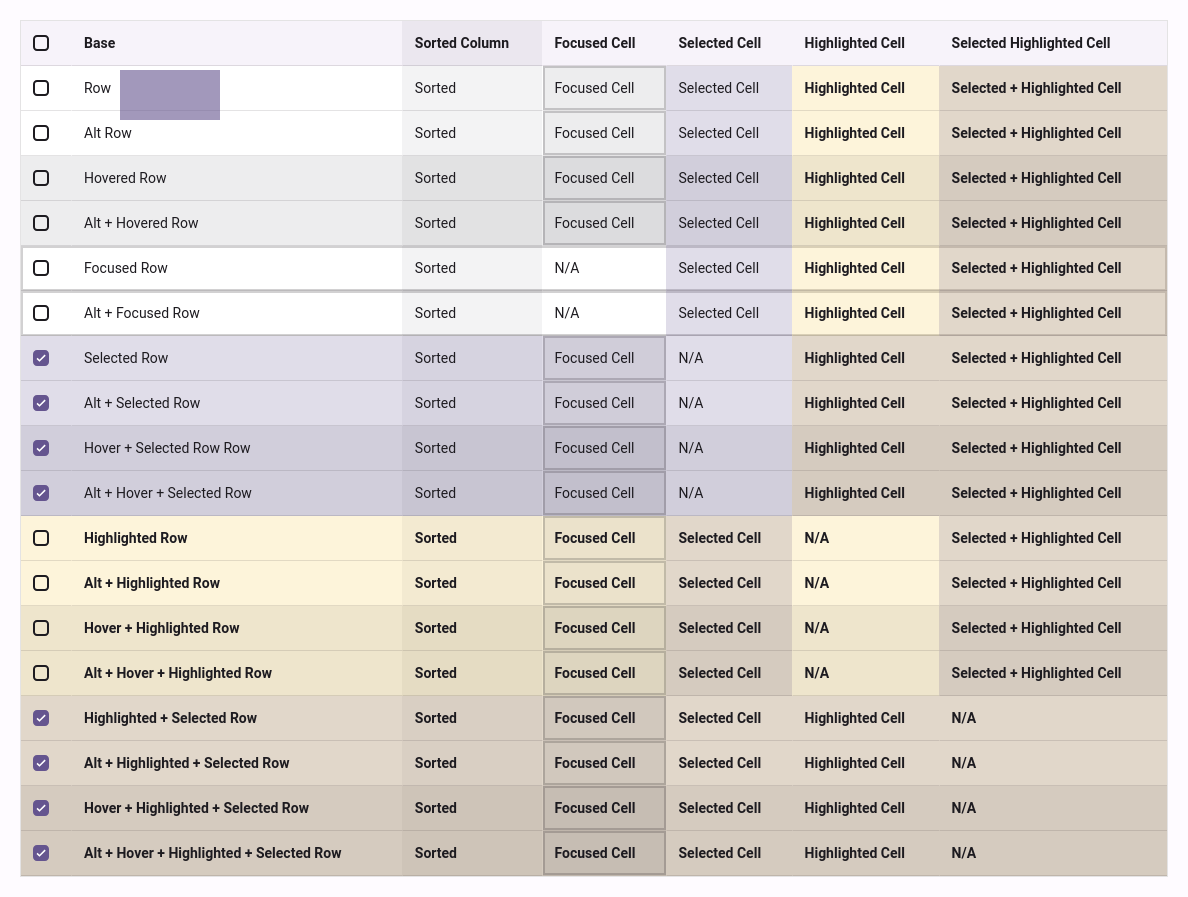 Base Sorted Column Focused Cell Selected Cell Highlighted Cell Selected Highlighted Cell
Row Sorted Focused Cell Selected Cell Highlighted Cell Selected + Highlighted Cell
Alt Row Sorted Focused Cell Selected Cell Highlighted Cell Selected + Highlighted Cell
Hovered Row Sorted Focused Cell Selected Cell Highlighted Cell Selected + Highlighted Cell
Alt + Hovered Row Sorted Focused Cell Selected Cell Highlighted Cell Selected + Highlighted Cell
Focused Row Sorted N/A Selected Cell Highlighted Cell Selected + Highlighted Cell
Alt + Focused Row Sorted N/A Selected Cell Highlighted Cell Selected + Highlighted Cell
Selected Row Sorted Focused Cell N/A Highlighted Cell Selected + Highlighted Cell
Alt + Selected Row Sorted Focused Cell N/A Highlighted Cell Selected + Highlighted Cell
Hover + Selected Row Row Sorted Focused Cell N/A Highlighted Cell Selected + Highlighted Cell
Alt + Hover + Selected Row Sorted Focused Cell N/A Highlighted Cell Selected + Highlighted Cell
Highlighted Row Sorted Focused Cell Selected Cell N/A Selected + Highlighted Cell
Alt + Highlighted Row Sorted Focused Cell Selected Cell N/A Selected + Highlighted Cell
Hover + Highlighted Row Sorted Focused Cell Selected Cell N/A Selected + Highlighted Cell
Alt + Hover + Highlighted Row Sorted Focused Cell Selected Cell N/A Selected + Highlighted Cell
Highlighted + Selected Row Sorted Focused Cell Selected Cell Highlighted Cell N/A
Alt + Highlighted + Selected Row Sorted Focused Cell Selected Cell Highlighted Cell N/A
Hover + Highlighted + Selected Row Sorted Focused Cell Selected Cell Highlighted Cell N/A
Alt + Hover + Highlighted + Selected Row Sorted Focused Cell Selected Cell Highlighted Cell N/A